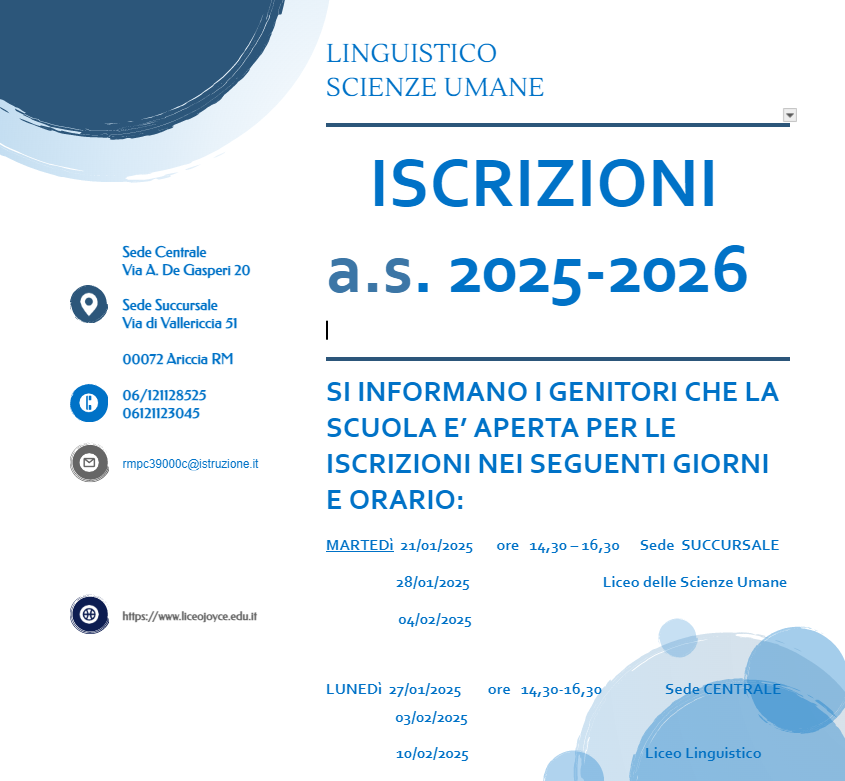 LINGUISTICO
SCIENZE UMANE
ISCRIZIONI
a.s. 2025-2026
Sede Centrale
Via A. De Gasperi 20
Sede Succursale
Via di Vallericcia 51
00072 Ariccia RM
06/121128525
06121123045
rmpc39000c@istruzione.it
https://www.liceojoyce.edu.it
SI INFORMANO I GENITORI CHE LA
SCUOLA E’ APERTA PER LE
ISCRIZIONI NEI SEGUENTI GIORNI
E ORARIO:
MARTEDì 21/01/2025 ore 14,30 – 16,30 Sede SUCCURSALE
28/01/2025 Liceo delle Scienze Umane
04/02/2025
LUNEDì 27/01/2025 ore 14,30-16,30 Sede CENTRALE
03/02/2025
10/02/2025 Liceo Linguistico